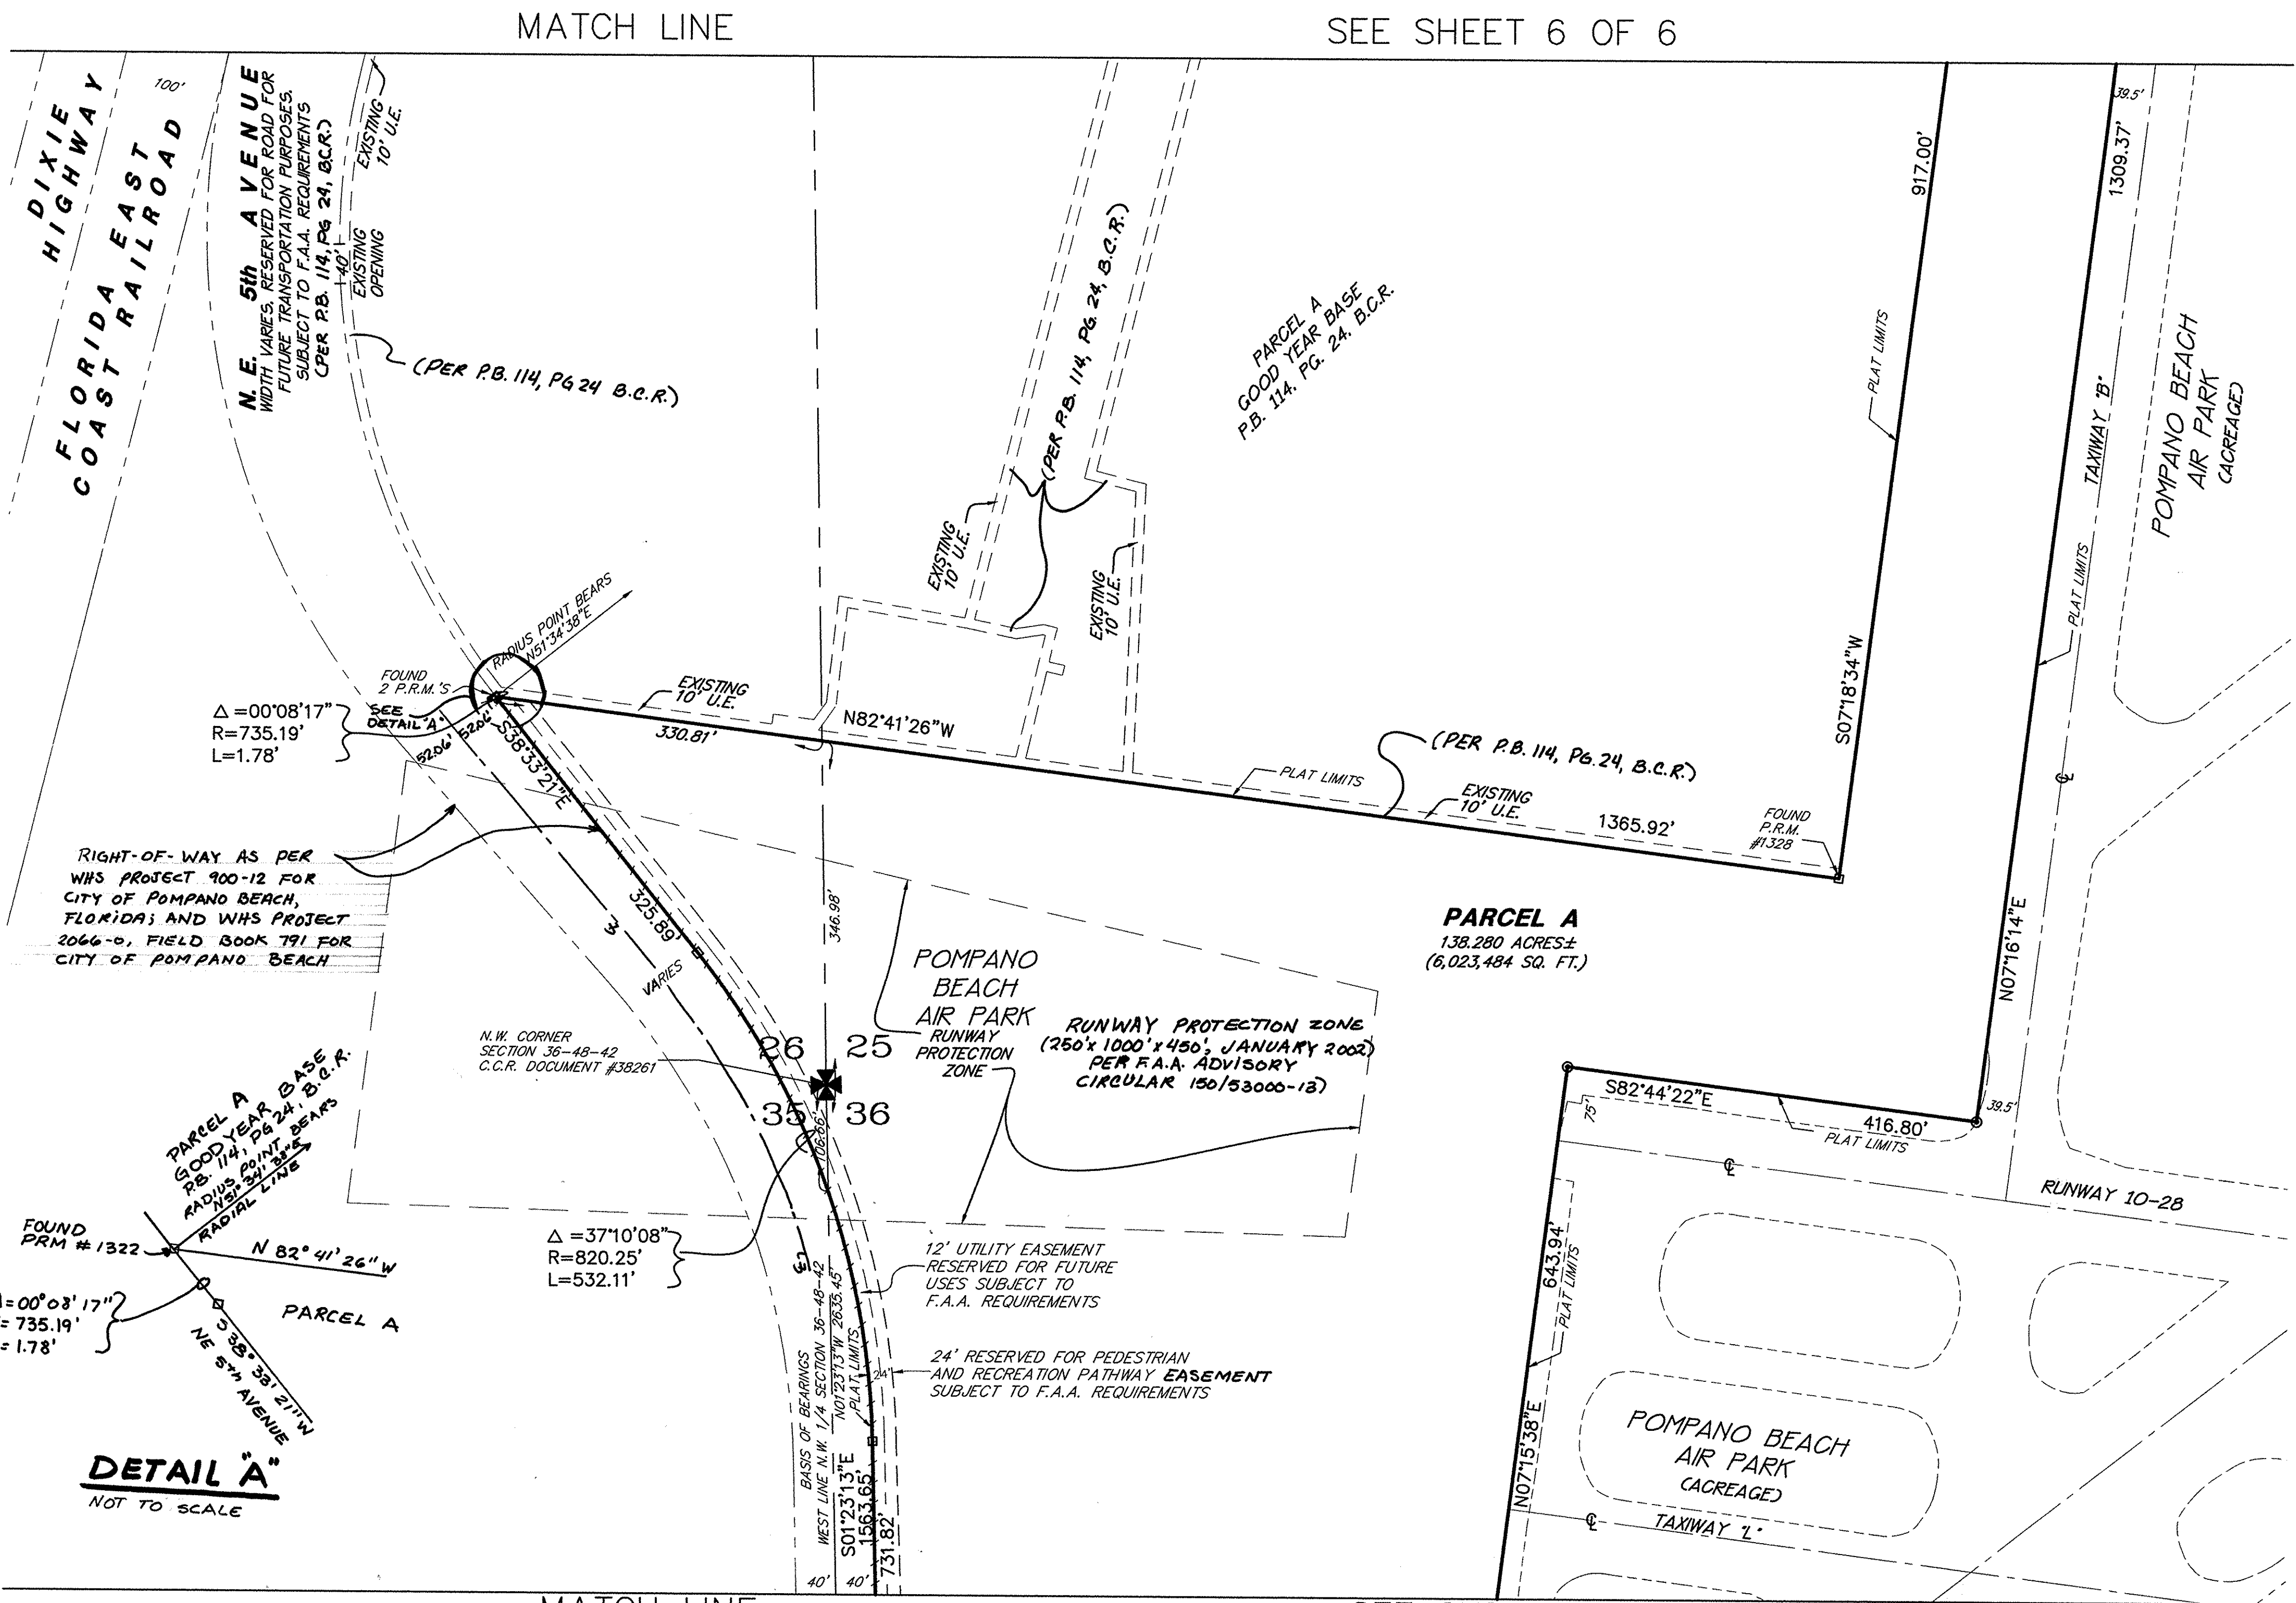 MATCH LINE
SEE SHEET 6 OF 6
DIXIE
HIGHWAY
100'
FLORIDA EAST
COAST RAILROAD
N.E. 5th AVENUE
WIDTH VARIES, RESERVED FOR ROAD FOR
FUTURE TRANSPORTATION PURPOSES.
SUBJECT TO F.A.A. REQUIREMENTS
(PER P.B. 114, PG 24, B.C.R.)
EXISTING
10' U.E.
40'
EXISTING
OPENING
(PER P.B. 114, PG 24 B.C.R.)
(PER P.B. 114, PG. 24, B.C.R.)
PARCEL A
GOOD YEAR BASE
P.B. 114, PG. 24, B.C.R.
917.00'
PLAT LIMITS
S07°18'34"W
39.5'
1309.37'
TAXIWAY "B"
PLAT LIMITS
N07°16'14"E
POMPANO BEACH
AIR PARK
(ACREAGE)
EXISTING
10' U.E.
EXISTING
10' U.E.
RADIUS POINT BEARS
N51°34'38"E
FOUND
2 P.R.M.'S
SEE
DETAIL "A"
Δ=00°08'17"
R=735.19'
L=1.78'
52.06'
52.06'
S38°33'21"E
325.89'
EXISTING
10' U.E.
330.81'
N82°41'26"W
PLAT LIMITS
(PER P.B. 114, PG. 24, B.C.R.)
EXISTING
10' U.E.
1365.92'
FOUND
P.R.M.
#1328
RIGHT-OF-WAY AS PER
WHS PROJECT 900-12 FOR
CITY OF POMPANO BEACH,
FLORIDA; AND WHS PROJECT
2066-0, FIELD BOOK 791 FOR
CITY OF POMPANO BEACH
VARIES
346.98'
PARCEL A
138.280 ACRES±
(6,023,484 SQ. FT.)
POMPANO
BEACH
AIR PARK
RUNWAY
PROTECTION
ZONE
RUNWAY PROTECTION ZONE
(250'x 1000'x 450', JANUARY 2002)
PER F.A.A. ADVISORY
CIRCULAR 150/53000-13)
N.W. CORNER
SECTION 36-48-42
C.C.R. DOCUMENT #38261
26 25
35 36
106.66'
S82°44'22"E
416.80'
PLAT LIMITS
75'
39.5'
℄
℄
RUNWAY 10-28
643.94'
PLAT LIMITS
N07°15'38"E
Δ=37°10'08"
R=820.25'
L=532.11'
12' UTILITY EASEMENT
RESERVED FOR FUTURE
USES SUBJECT TO
F.A.A. REQUIREMENTS
24' RESERVED FOR PEDESTRIAN
AND RECREATION PATHWAY EASEMENT
SUBJECT TO F.A.A. REQUIREMENTS
24'
BASIS OF BEARINGS
WEST LINE N.W. 1/4 SECTION 36-48-42
N01°23'13"W 2635.45'
PLAT LIMITS
S01°23'13"E
1563.65'
731.82'
40' 40'
POMPANO BEACH
AIR PARK
(ACREAGE)
℄
TAXIWAY "L"
PARCEL A
GOODYEAR BASE
P.B. 114, PG 24, B.C.R.
RADIUS POINT BEARS
N51° 34' 38"E
RADIAL LINE
FOUND
PRM # 1322
N 82° 41' 26" W
PARCEL A
=00° 08' 17"
= 735.19'
= 1.78'
S 38° 33' 21" W
NE 5th AVENUE
DETAIL "A"
NOT TO SCALE
MATCH LINE